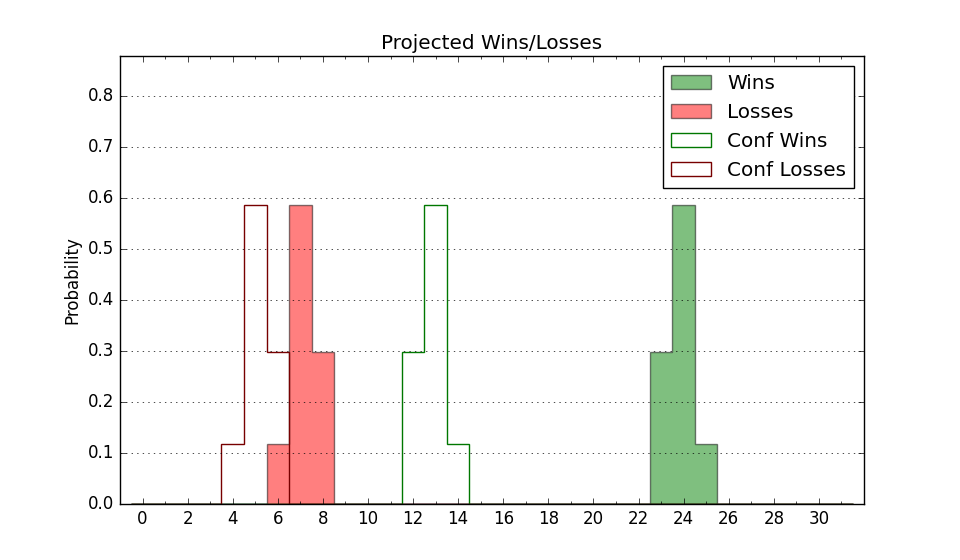 Projected Wins/Losses
Wins
Losses
Conf Wins
Conf Losses
Probability
0.8
0.7
0.6
0.5
0.4
0.3
0.2
0.1
0.0
0 2 4 6 8 10 12 14 16 18 20 22 24 26 28 30